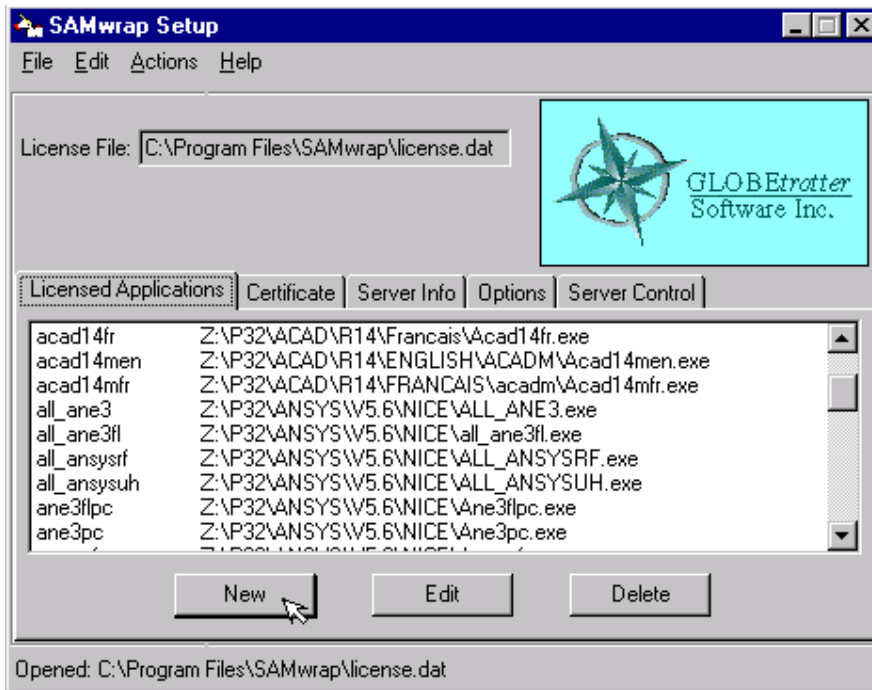 SAMwrap Setup
File Edit Actions Help
License File: C:\Program Files\SAMwrap\license.dat
GLOBEtrotter
Software Inc.
Licensed Applications Certificate Server Info Options Server Control
acad14fr Z:\P32\ACAD\R14\Francais\Acad14fr.exe
acad14men Z:\P32\ACAD\R14\ENGLISH\ACADM\Acad14men.exe
acad14mfr Z:\P32\ACAD\R14\FRANCAIS\acadm\Acad14mfr.exe
all_ane3 Z:\P32\ANSYS\V5.6\NICE\ALL_ANE3.exe
all_ane3fl Z:\P32\ANSYS\V5.6\NICE\all_ane3fl.exe
all_ansysrf Z:\P32\ANSYS\V5.6\NICE\ALL_ANSYSRF.exe
all_ansysuh Z:\P32\ANSYS\V5.6\NICE\ALL_ANSYSUH.exe
ane3flpc Z:\P32\ANSYS\V5.6\NICE\Ane3flpc.exe
ane3pc Z:\P32\ANSYS\V5.6\NICE\Ane3pc.exe
New Edit Delete
Opened: C:\Program Files\SAMwrap\license.dat